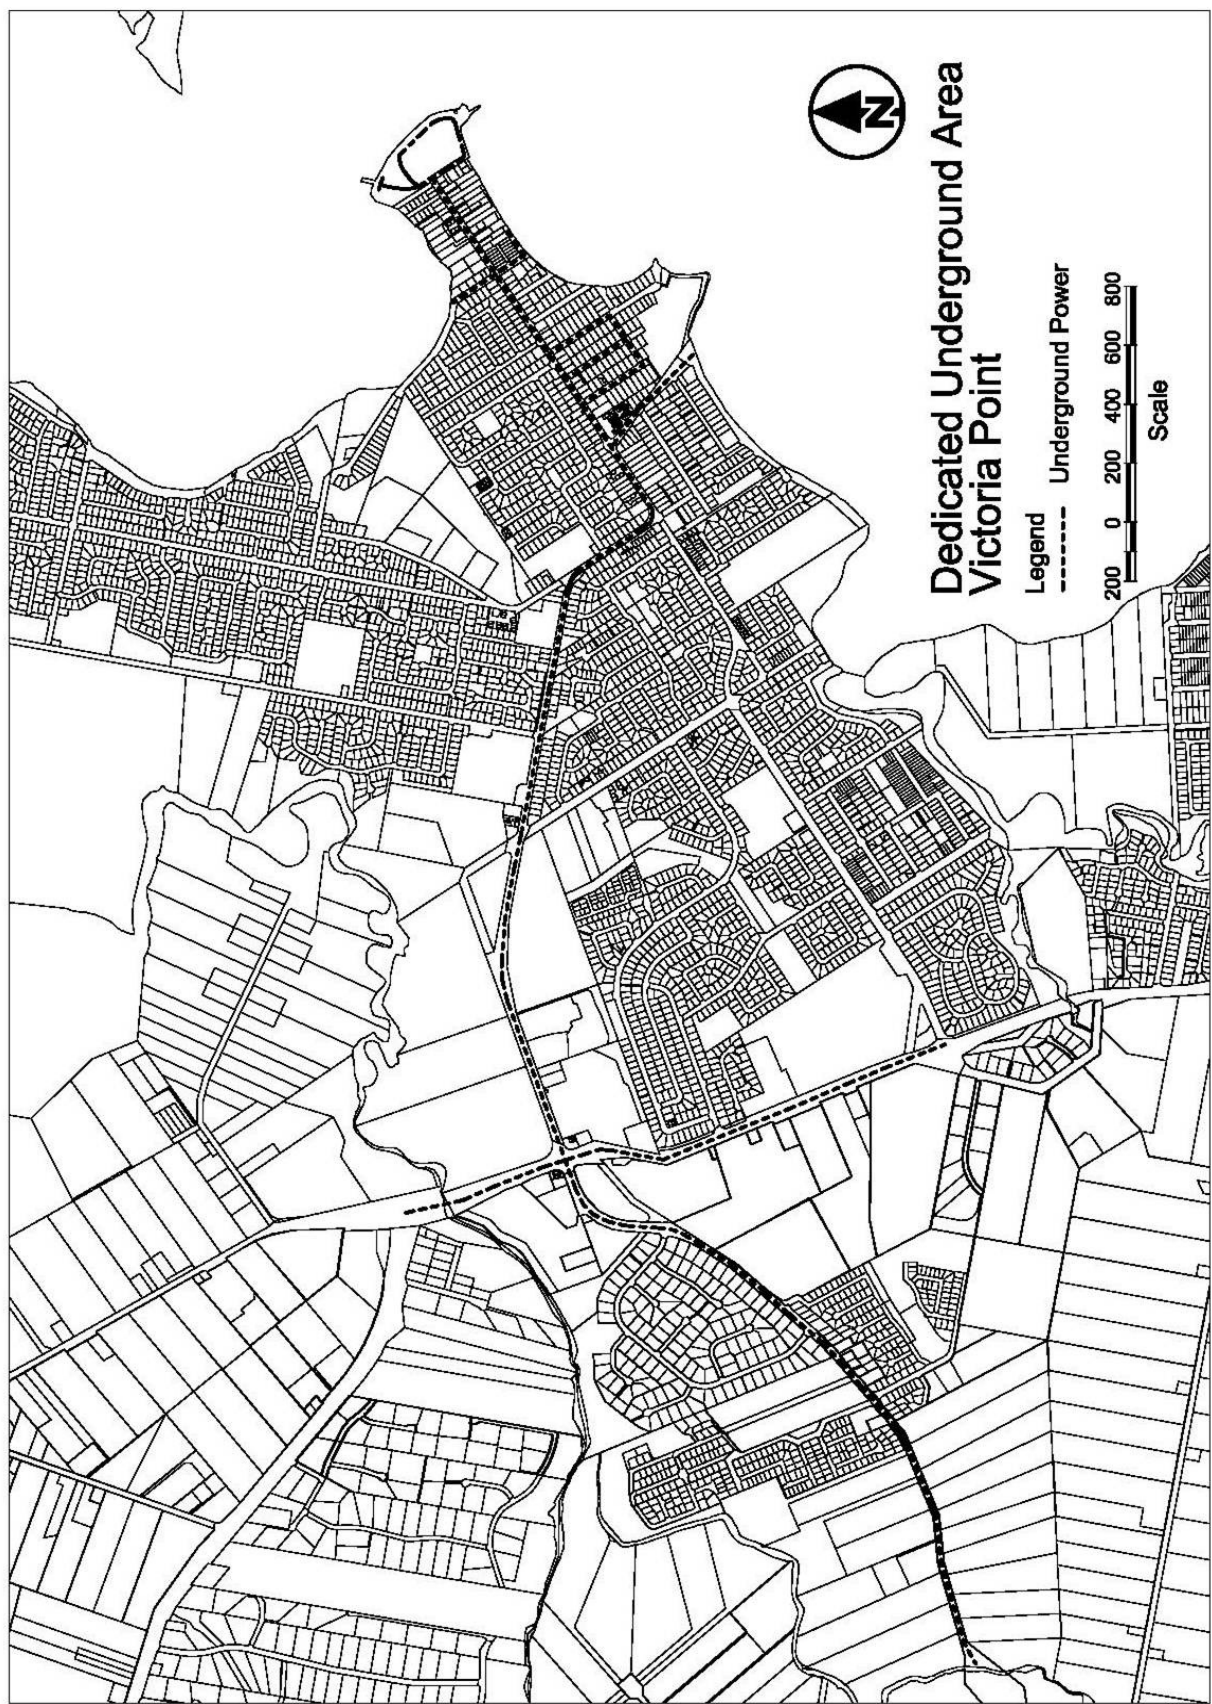 N
Dedicated Underground Area
Victoria Point
Legend
Underground Power
200 0 200 400 600 800
Scale